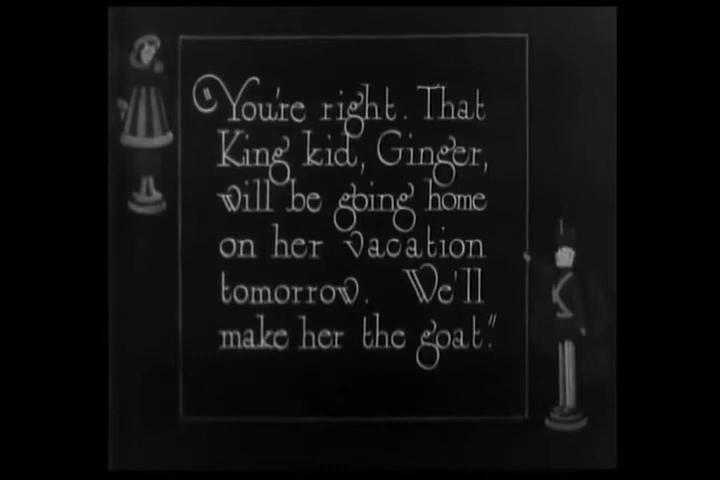 "You're right. That
King kid, Ginger,
will be going home
on her vacation
tomorrow. We'll
make her the goat."